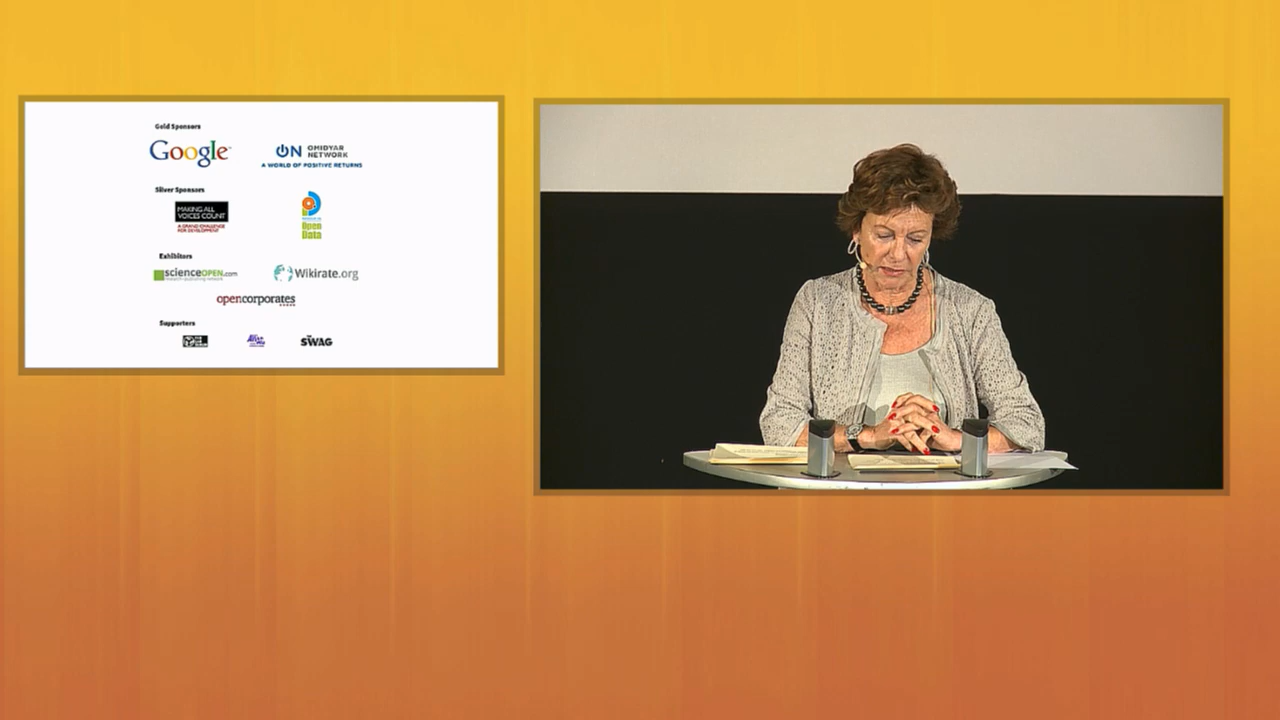 Gold Sponsors
Google
ON OMIDYAR NETWORK
A WORLD OF POSITIVE RETURNS
Silver Sponsors
MAKING ALL
VOICES COUNT
A GRAND CHALLENGE
FOR DEVELOPMENT
Open
Data
Exhibitors
scienceOPEN.com
Wikirate.org
opencorporates
Supporters
SWAG